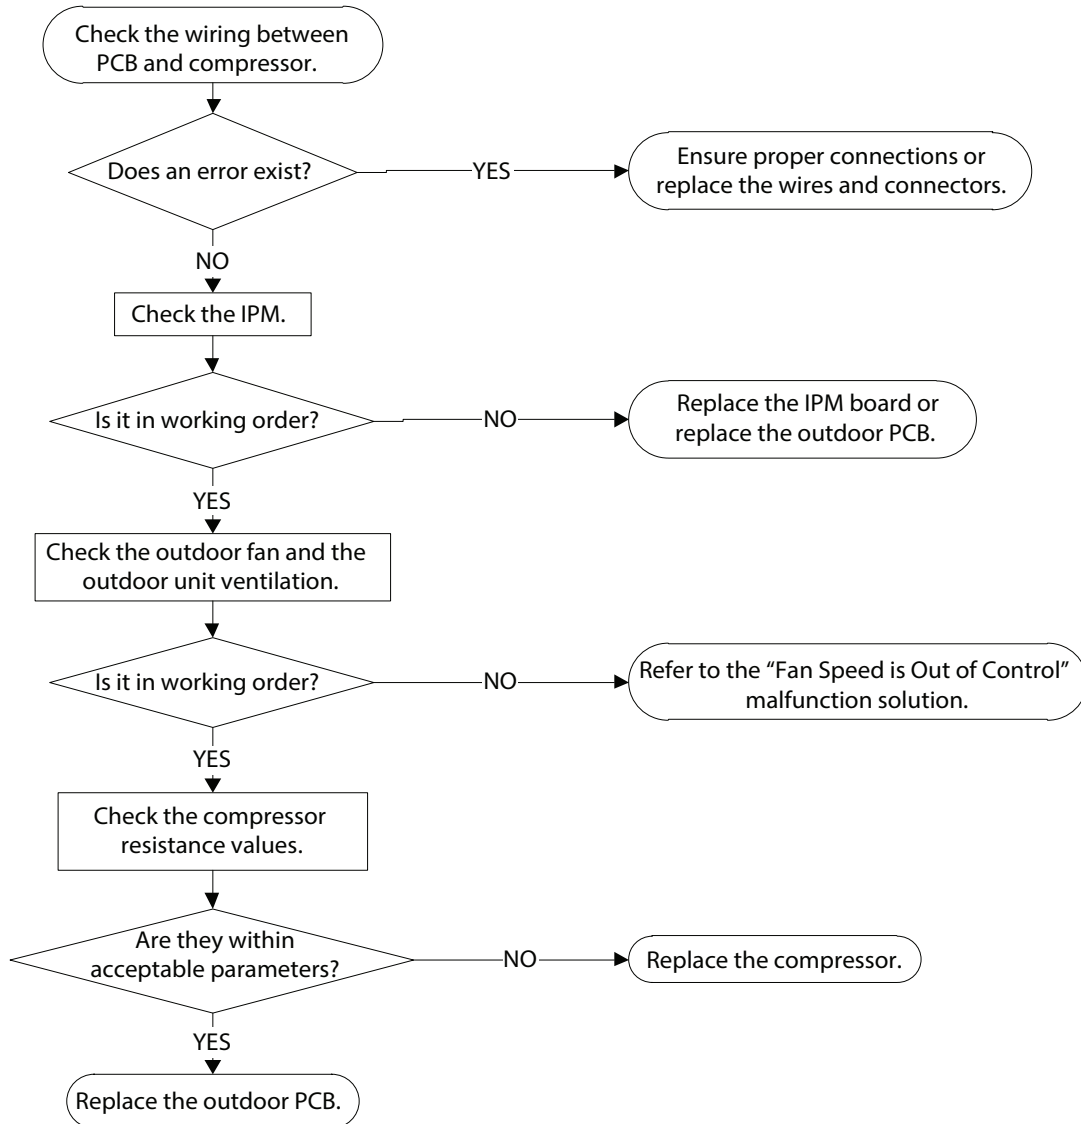 Check the wiring between
PCB and compressor.
Does an error exist?
YES
Ensure proper connections or
replace the wires and connectors.
NO
Check the IPM.
Is it in working order?
NO
Replace the IPM board or
replace the outdoor PCB.
YES
Check the outdoor fan and the
outdoor unit ventilation.
Is it in working order?
NO
Refer to the “Fan Speed is Out of Control”
malfunction solution.
YES
Check the compressor
resistance values.
Are they within
acceptable parameters?
NO
Replace the compressor.
YES
Replace the outdoor PCB.